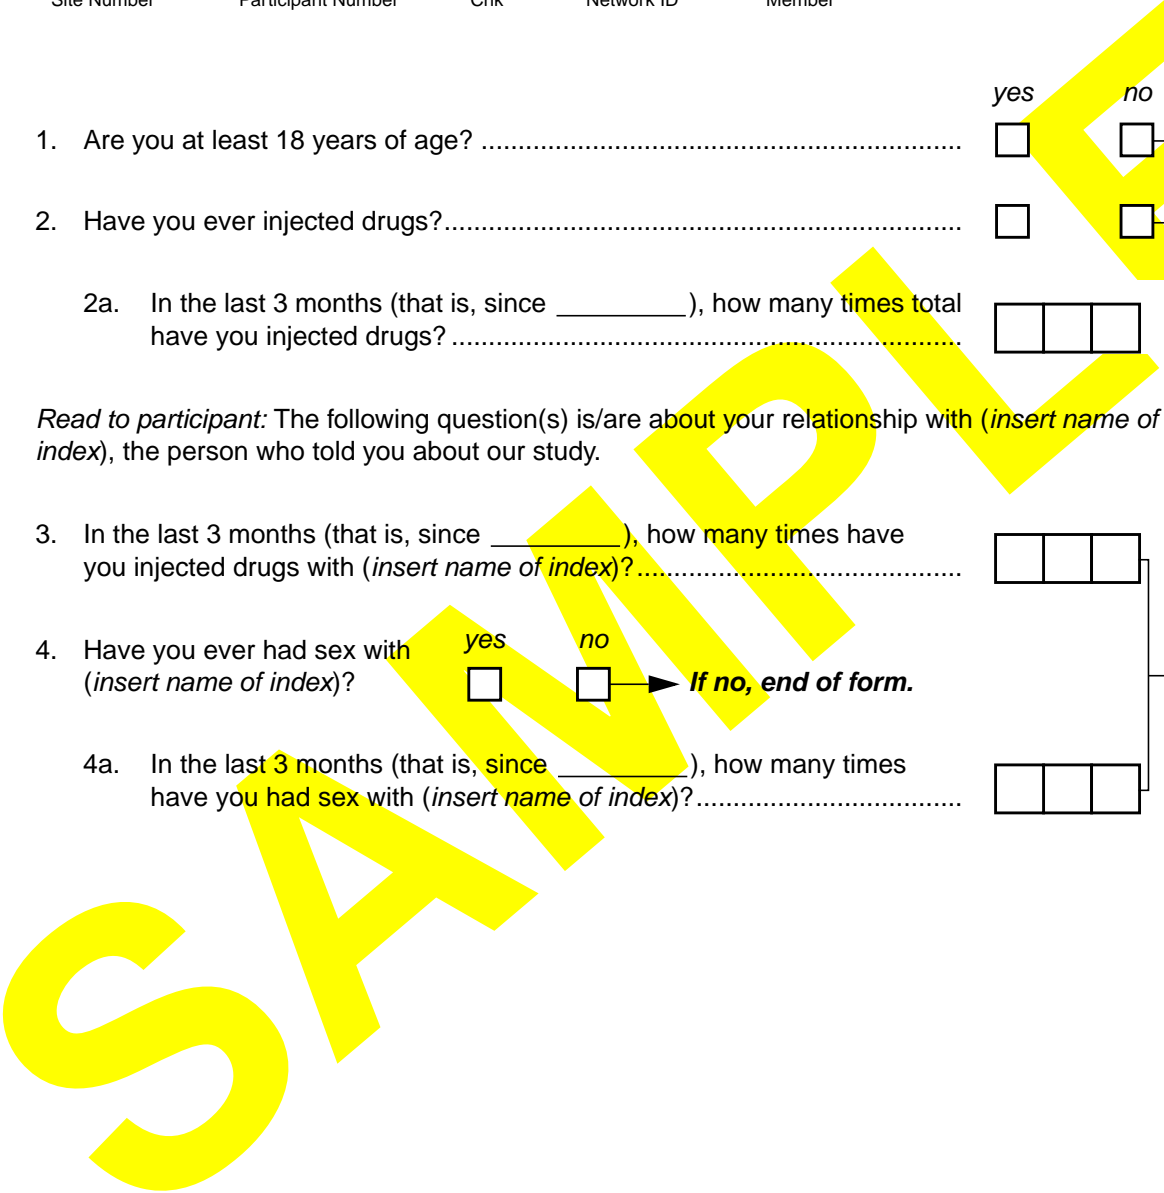 Site Number Participant Number Chk Network ID Member
yes no
1. Are you at least 18 years of age? .................................................................
2. Have you ever injected drugs?......................................................................
2a. In the last 3 months (that is, since _________), how many times total
have you injected drugs? .....................................................................
Read to participant: The following question(s) is/are about your relationship with (insert name of
index), the person who told you about our study.
3. In the last 3 months (that is, since _________), how many times have
you injected drugs with (insert name of index)?............................................
4. Have you ever had sex with yes no
(insert name of index)? If no, end of form.
4a. In the last 3 months (that is, since _________), how many times
have you had sex with (insert name of index)?....................................
SAMPLE